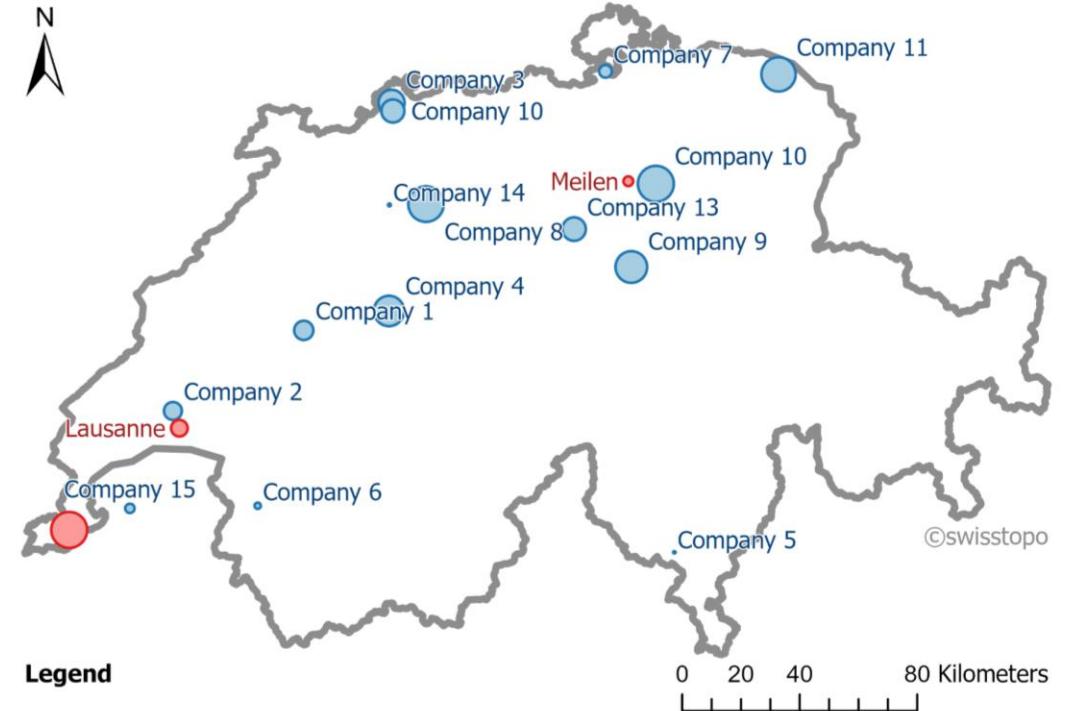 N
Company 7
Company 11
Company 3
Company 10
Company 10
Meilen
Company 14
Company 13
Company 8
Company 9
Company 4
Company 1
Company 2
Lausanne
Company 15
Company 6
©swisstopo
Company 5
Legend
0 20 40 80 Kilometers